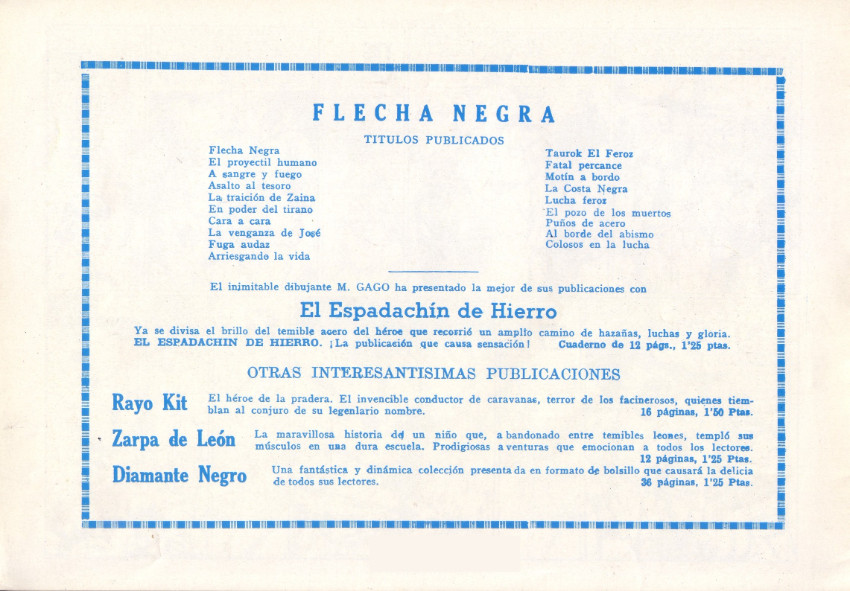 FLECHA NEGRA
TITULOS PUBLICADOS
Flecha Negra
El proyectil humano
A sangre y fuego
Asalto al tesoro
La traición de Zaina
En poder del tirano
Cara a cara
La venganza de José
Fuga audaz
Arriesgando la vida
Taurok El Feroz
Fatal percance
Motín a bordo
La Costa Negra
Lucha feroz
El pozo de los muertos
Puños de acero
Al borde del abismo
Colosos en la lucha
El inimitable dibujante M. GAGO ha presentado la mejor de sus publicaciones con
El Espadachín de Hierro
Ya se divisa el brillo del temible acero del héroe que recorrió un amplio camino de hazañas, luchas y gloria.
EL ESPADACHIN DE HIERRO. ¡La publicación que causa sensación! Cuaderno de 12 págs., 1'25 ptas.
OTRAS INTERESANTISIMAS PUBLICACIONES
Rayo Kit El héroe de la pradera. El invencible conductor de caravanas, terror de los facinerosos, quienes tiem-
blan al conjuro de su legenlario nombre. 16 páginas, 1'50 Ptas.
Zarpa de León La maravillosa historia de un niño que, abandonado entre temibles leones, templó sus
músculos en una dura escuela. Prodigiosas aventuras que emocionan a todos los lectores.
12 páginas, 1'25 Ptas.
Diamante Negro Una fantástica y dinámica colección presentada en formato de bolsillo que causará la delicia
de todos sus lectores. 36 páginas, 1'25 Ptas.